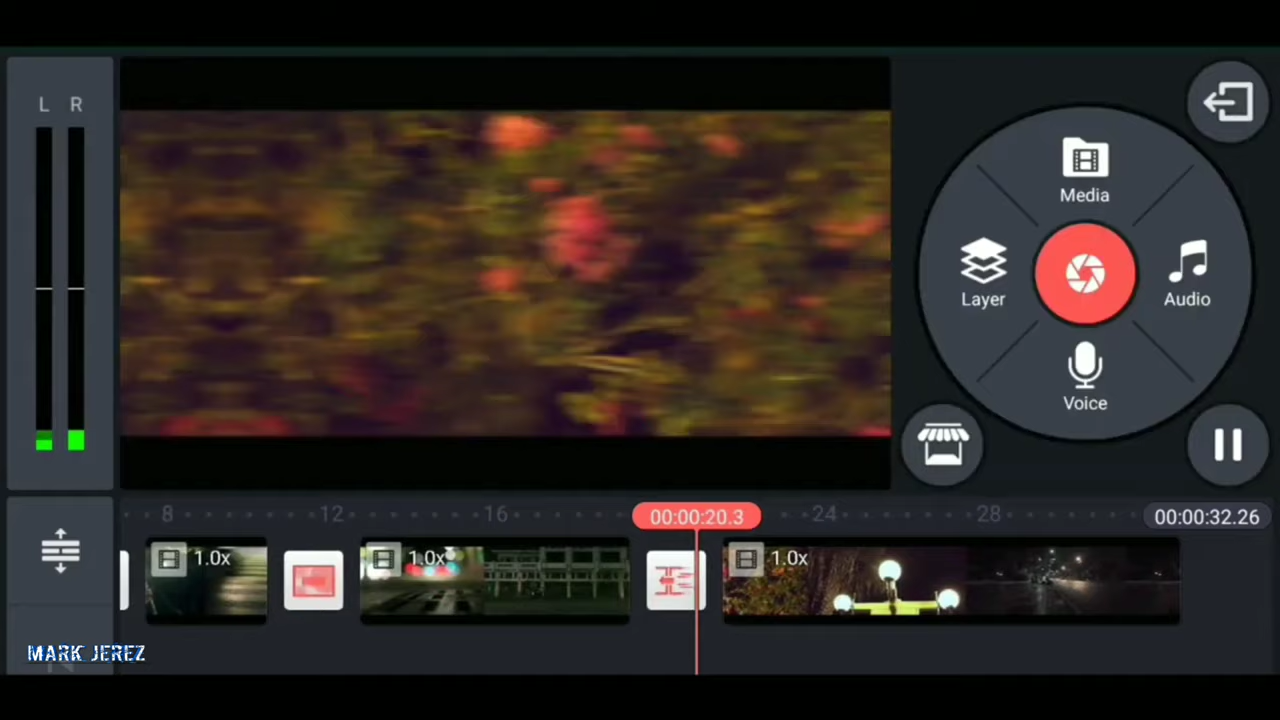 L R
Media
Layer
Audio
Voice
8 12 16 00:00:20.3 24 28 00:00:32.26
1.0x 1.0x 1.0x
MARK JEREZ